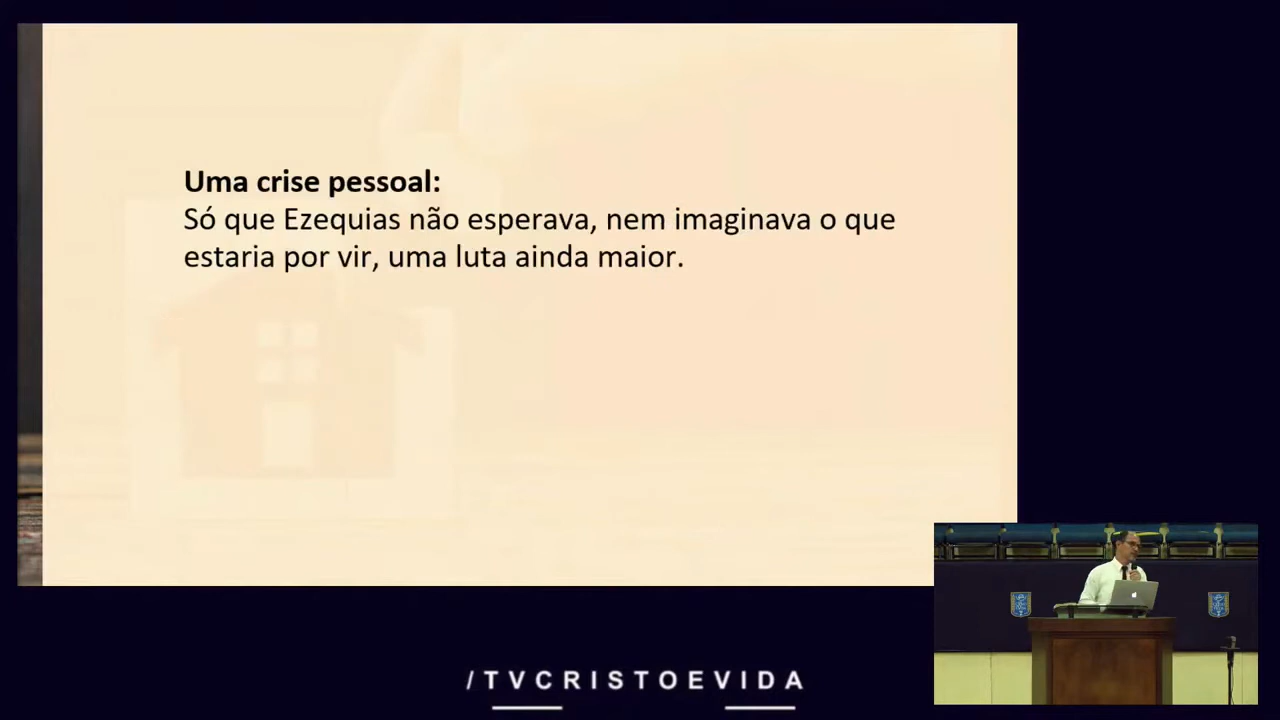 Uma crise pessoal:
Só que Ezequias não esperava, nem imaginava o que
estaria por vir, uma luta ainda maior.
/TVCRISTOEVIDA